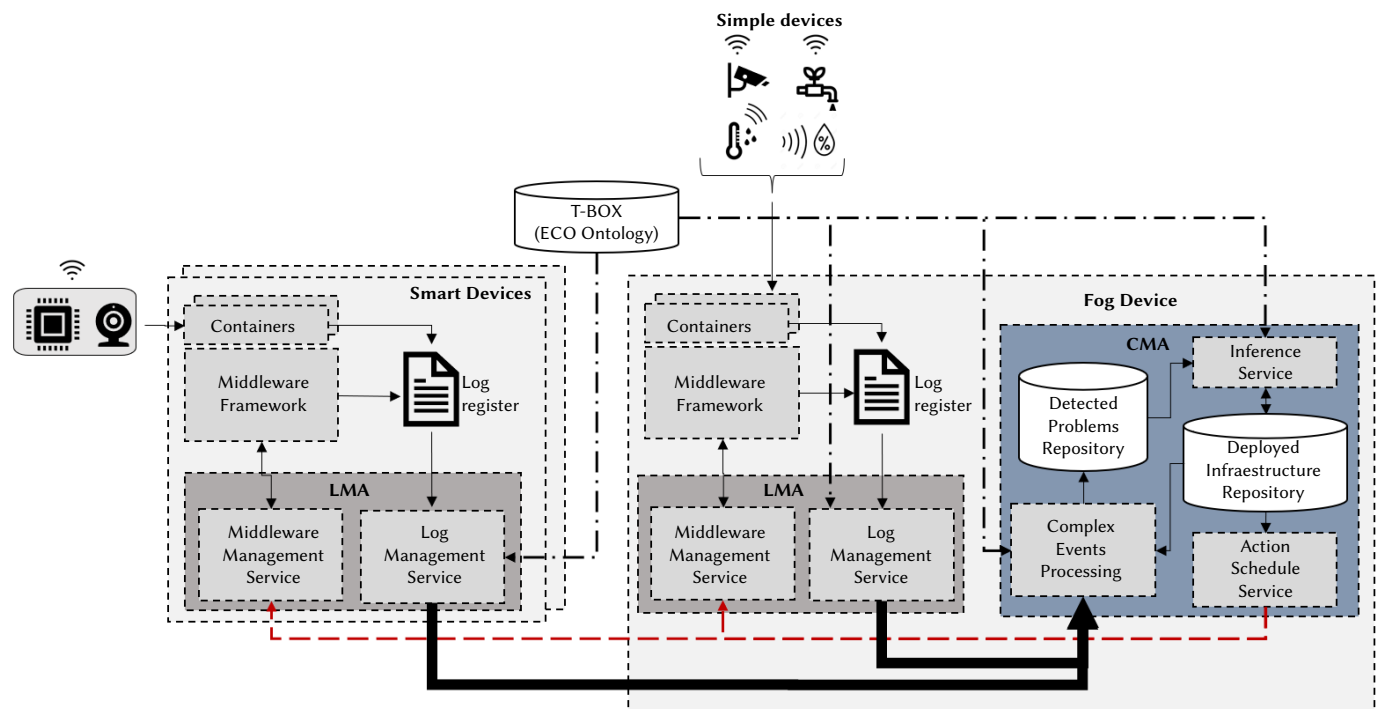 Simple devices
%
T-BOX
(ECO Ontology)
Smart Devices
Containers
Middleware
Framework
Log
register
LMA
Middleware
Management
Service
Log
Management
Service
Fog Device
Containers
Middleware
Framework
Log
register
LMA
Middleware
Management
Service
Log
Management
Service
CMA
Inference
Service
Detected
Problems
Repository
Deployed
Infraestructure
Repository
Complex
Events
Processing
Action
Schedule
Service